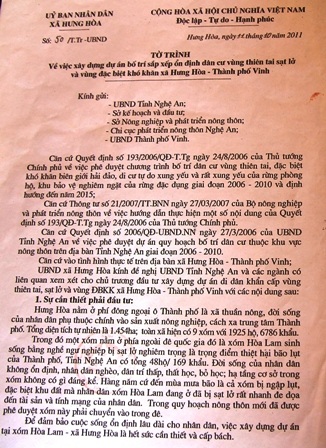 ỦY BAN NHÂN DÂN
XÃ HƯNG HÒA
CỘNG HÒA XÃ HỘI CHỦ NGHĨA VIỆT NAM
Độc lập - Tự do - Hạnh phúc
Số: 50 /T.Tr -UBND
Hưng Hòa, ngày tháng 10 năm 2011
TỜ TRÌNH
Về việc xây dựng dự án bố trí sắp xếp ổn định dân cư vùng thiên tai sạt lở
và vùng đặc biệt khó khăn xã Hưng Hòa - Thành phố Vinh
Kính gửi:
- UBND Tỉnh Nghệ An;
- Sở kế hoạch và đầu tư;
- Sở Nông nghiệp và phát triển nông thôn;
- Chi cục phát triển nông thôn Nghệ An;
- UBND Thành phố Vinh.
Căn cứ Quyết định số 193/2006/QĐ-T.Tg ngày 24/8/2006 của Thủ tướng
Chính phủ về việc phê duyệt chương trình bố trí dân cư vùng thiên tai, đặc
biệt khó khăn biên giới hải đảo, di cư tự do xung yếu và rất xung yếu của rừng phòng
hộ, khu bảo vệ nghiêm ngặt của rừng đặc dụng giai đoạn 2006 - 2010 và định
hướng đến năm 2015;
Căn cứ Thông tư số 21/2007/TT.BNN ngày 27/03/2007 của Bộ nông nghiệp
và phát triển nông thôn về việc hướng dẫn thực hiện một số nội dung của Quyết
định số 193/QĐ-T.Tg ngày 24/8/2006 của Thủ tướng Chính phủ.
Căn cứ Quyết định số 2006/QĐ-UBND.NN ngày 27/3/2006 của UBND
Tỉnh Nghệ An về việc phê duyệt dự án quy hoạch bố trí dân cư thuộc khu vực
nông thôn trên địa bàn Tỉnh Nghệ An giai đoạn 2006 - 2010.
Căn cứ vào tình hình thực tế trên địa bàn xã Hưng Hòa - Thành phố Vinh;
UBND xã Hưng Hòa kính đề nghị UBND Tỉnh Nghệ An và các ngành có
liên quan xem xét cho chủ trương đầu tư xây dựng dự án di dân khẩn cấp vùng
thiên tai, sạt lở và vùng ĐBKK xã Hưng Hòa - Thành phố Vinh với các nội dung sau:
1. Sự cần thiết phải đầu tư:
Hưng Hòa nằm ở phía đông ngoại ô Thành phố là xã thuần nông, đời sống
của nhân dân phụ thuộc chính vào sản xuất nông nghiệp, cách xa trung tâm Thành
phố. Tổng diện tích tự nhiên là 1.454ha; toàn xã hiện có 9 xóm với 1925 hộ, 6786 khẩu.
Trong đó một xóm nằm ở phía ngoài đê quốc gia đó là xóm Hòa Lam sinh
sống bằng nghề ngư nghiệp bị sạt lở nghiêm trọng là trọng điểm thiệt hại bão lụt
của Thành phố, Tỉnh Nghệ An có tổng 48hộ/ 169 khẩu. Đời sống của nhân dân
không ổn định, nhân dân nghèo, dân trí thấp, thất học, bỏ học; hạ tầng cơ sở trong
xóm không có gì đáng kể. Hàng năm cứ đến mùa mưa bão là cả xóm bị ngập lụt,
đặc biệt khu đất mà nhân dân xóm Hòa Lam đang ở đã bị sạt lở rất nhanh đe dọa
đến tài sản và tính mạng của nhân dân. Trong quy hoạch nông thôn mới đã được
phê duyệt xóm này phải chuyển vào trong đê.
Để đảm bảo cuộc sống ổn định lâu dài cho nhân dân, việc xây dựng dự án
tại xóm Hòa Lam - xã Hưng Hòa là hết sức cần thiết và cấp bách.